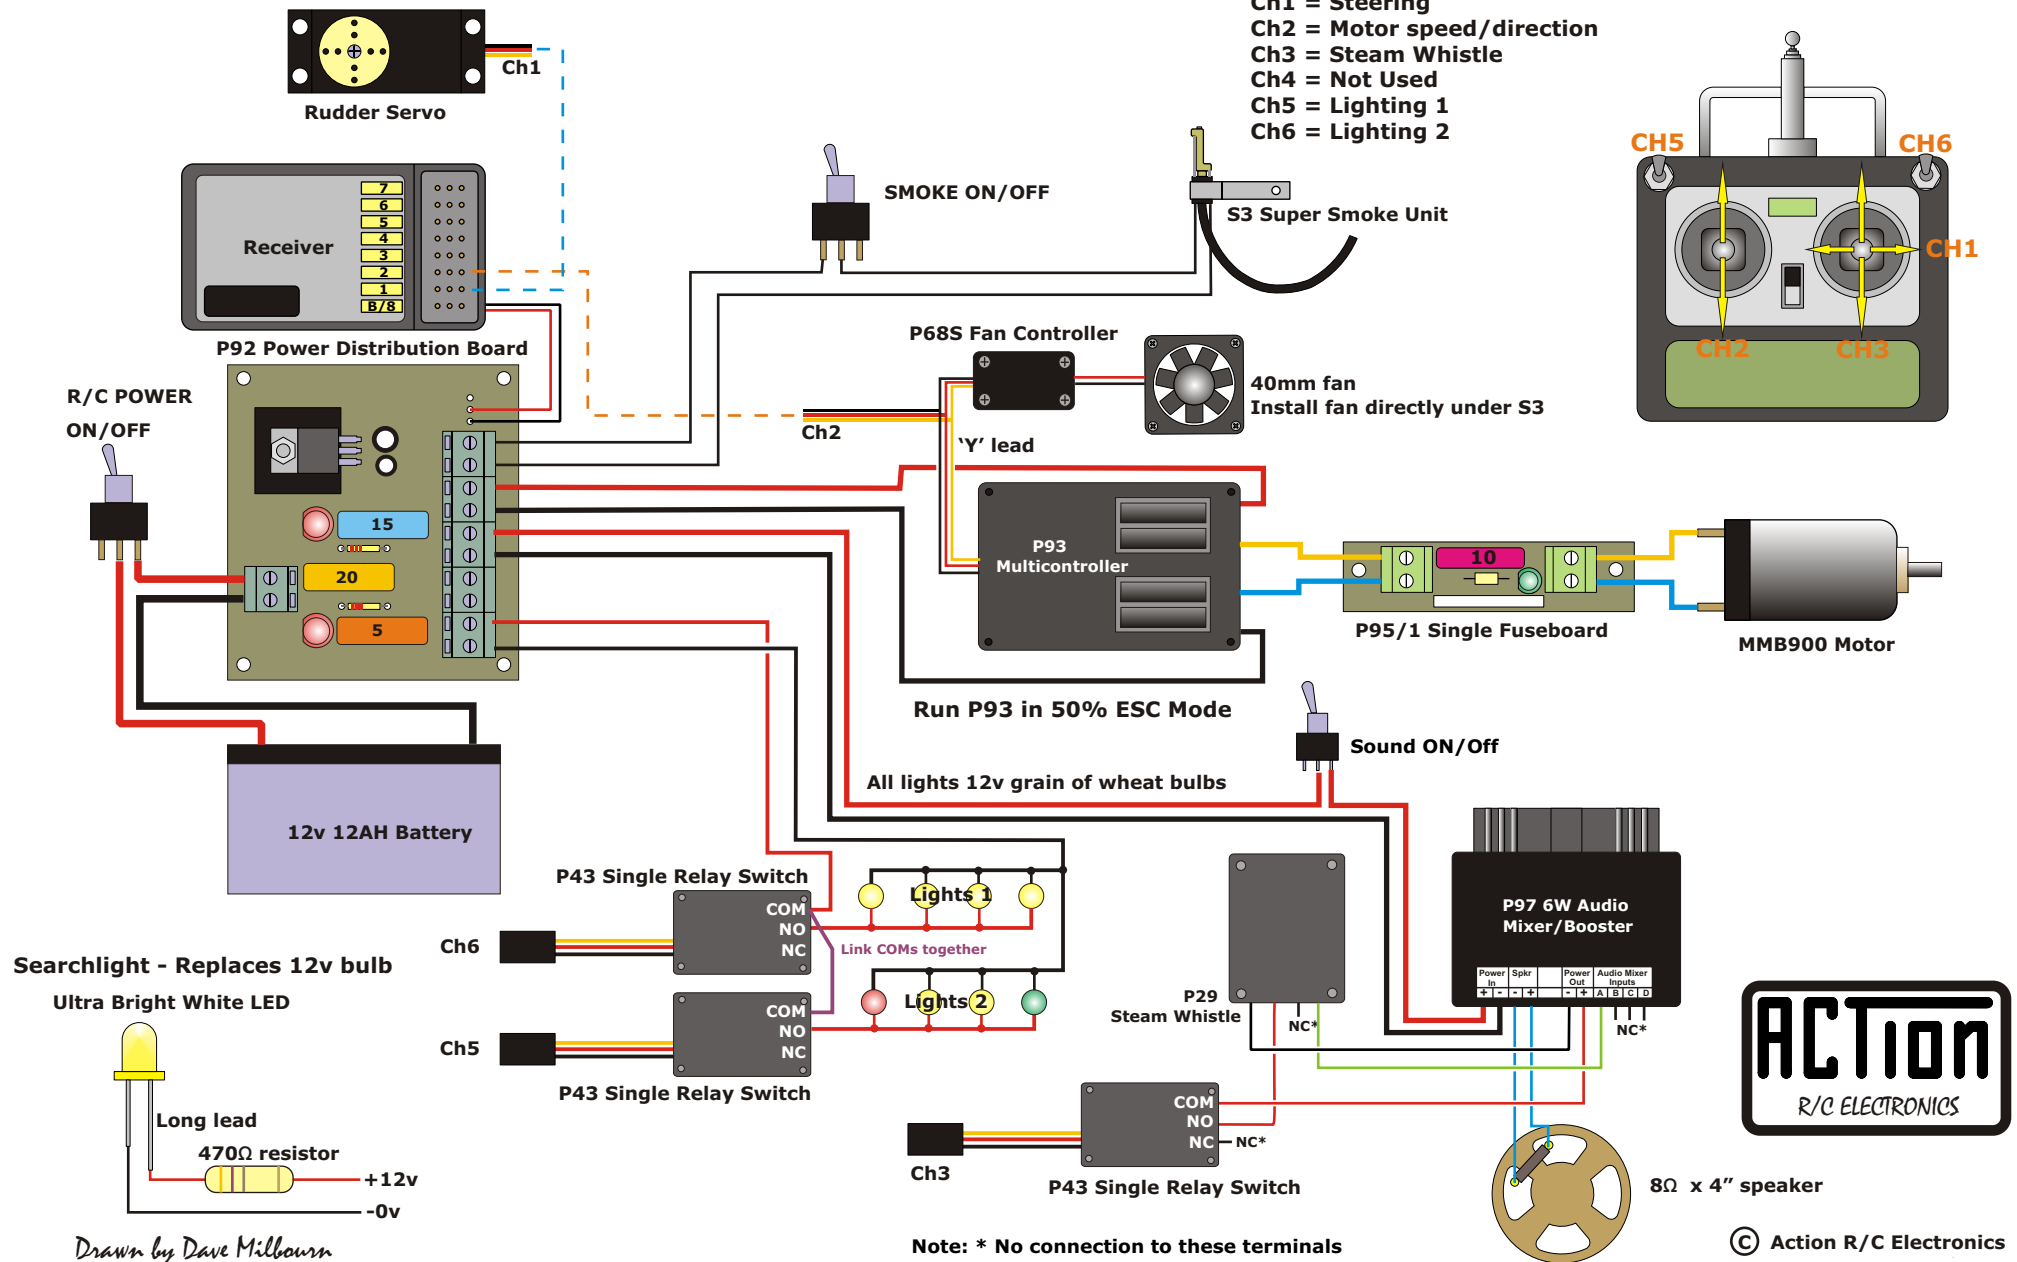 Ch1 = Steering
Ch2 = Motor speed/direction
Ch3 = Steam Whistle
Ch4 = Not Used
Ch5 = Lighting 1
Ch6 = Lighting 2
Ch1
Rudder Servo
CH5
CH6
CH1
CH2
CH3
SMOKE ON/OFF
S3 Super Smoke Unit
Receiver
7
6
5
4
3
2
1
B/8
P92 Power Distribution Board
R/C POWER
ON/OFF
15
20
5
P68S Fan Controller
40mm fan
Install fan directly under S3
Ch2
‘Y’ lead
P93
Multicontroller
10
P95/1 Single Fuseboard
MMB900 Motor
Run P93 in 50% ESC Mode
Sound ON/Off
All lights 12v grain of wheat bulbs
12v 12AH Battery
P43 Single Relay Switch
COM
NO
NC
Lights 1
Ch6
Link COMs together
COM
NO
NC
Lights 2
Ch5
P43 Single Relay Switch
Searchlight - Replaces 12v bulb
Ultra Bright White LED
Long lead
470Ω resistor
+12v
-0v
Drawn by Dave Milbourn
P29
Steam Whistle
NC*
P97 6W Audio
Mixer/Booster
Power In
Spkr
Power Out
Audio Mixer Inputs
+ - - + - + A B C D
NC*
COM
NO
NC
NC*
Ch3
P43 Single Relay Switch
8Ω x 4” speaker
Note: * No connection to these terminals
ACTion
R/C ELECTRONICS
© Action R/C Electronics